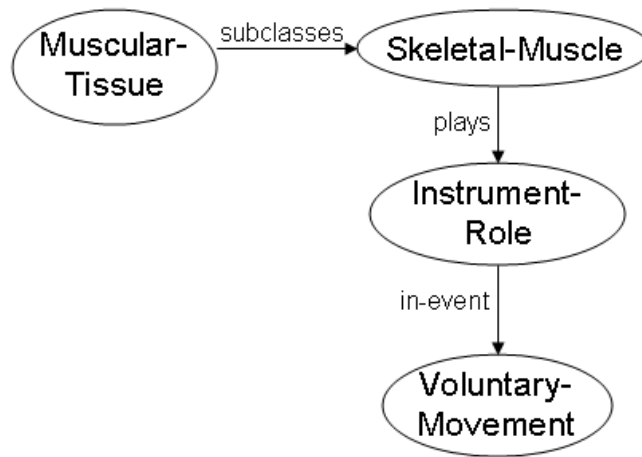 Muscular-
Tissue
subclasses
Skeletal-Muscle
plays
Instrument-
Role
in-event
Voluntary-
Movement